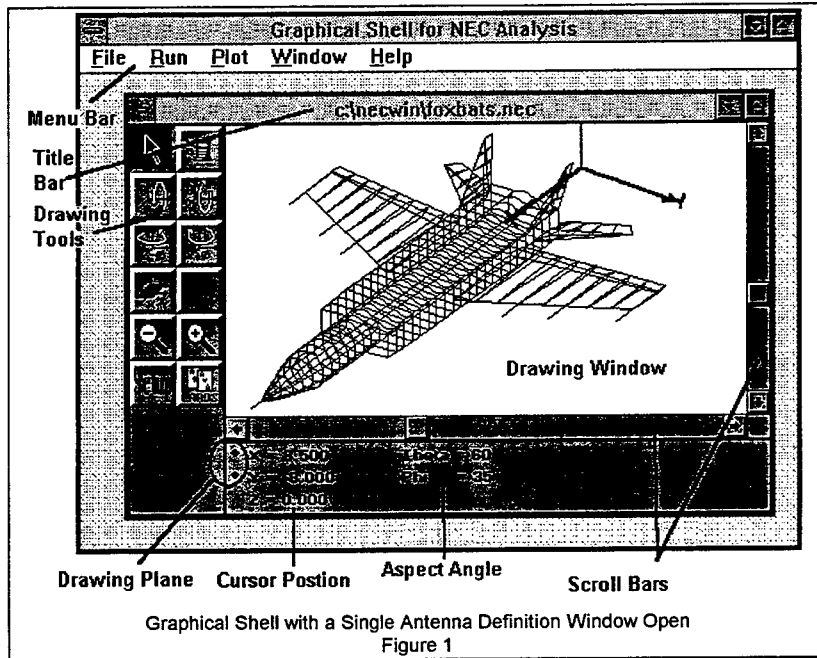 Graphical Shell for NEC Analysis
File Run Plot Window Help
Menu Bar
c:\necwin\foxbats.nec
Title
Bar
Drawing
Tools
Drawing Window
Drawing Plane
Cursor Postion
Aspect Angle
Scroll Bars
Graphical Shell with a Single Antenna Definition Window Open
Figure 1